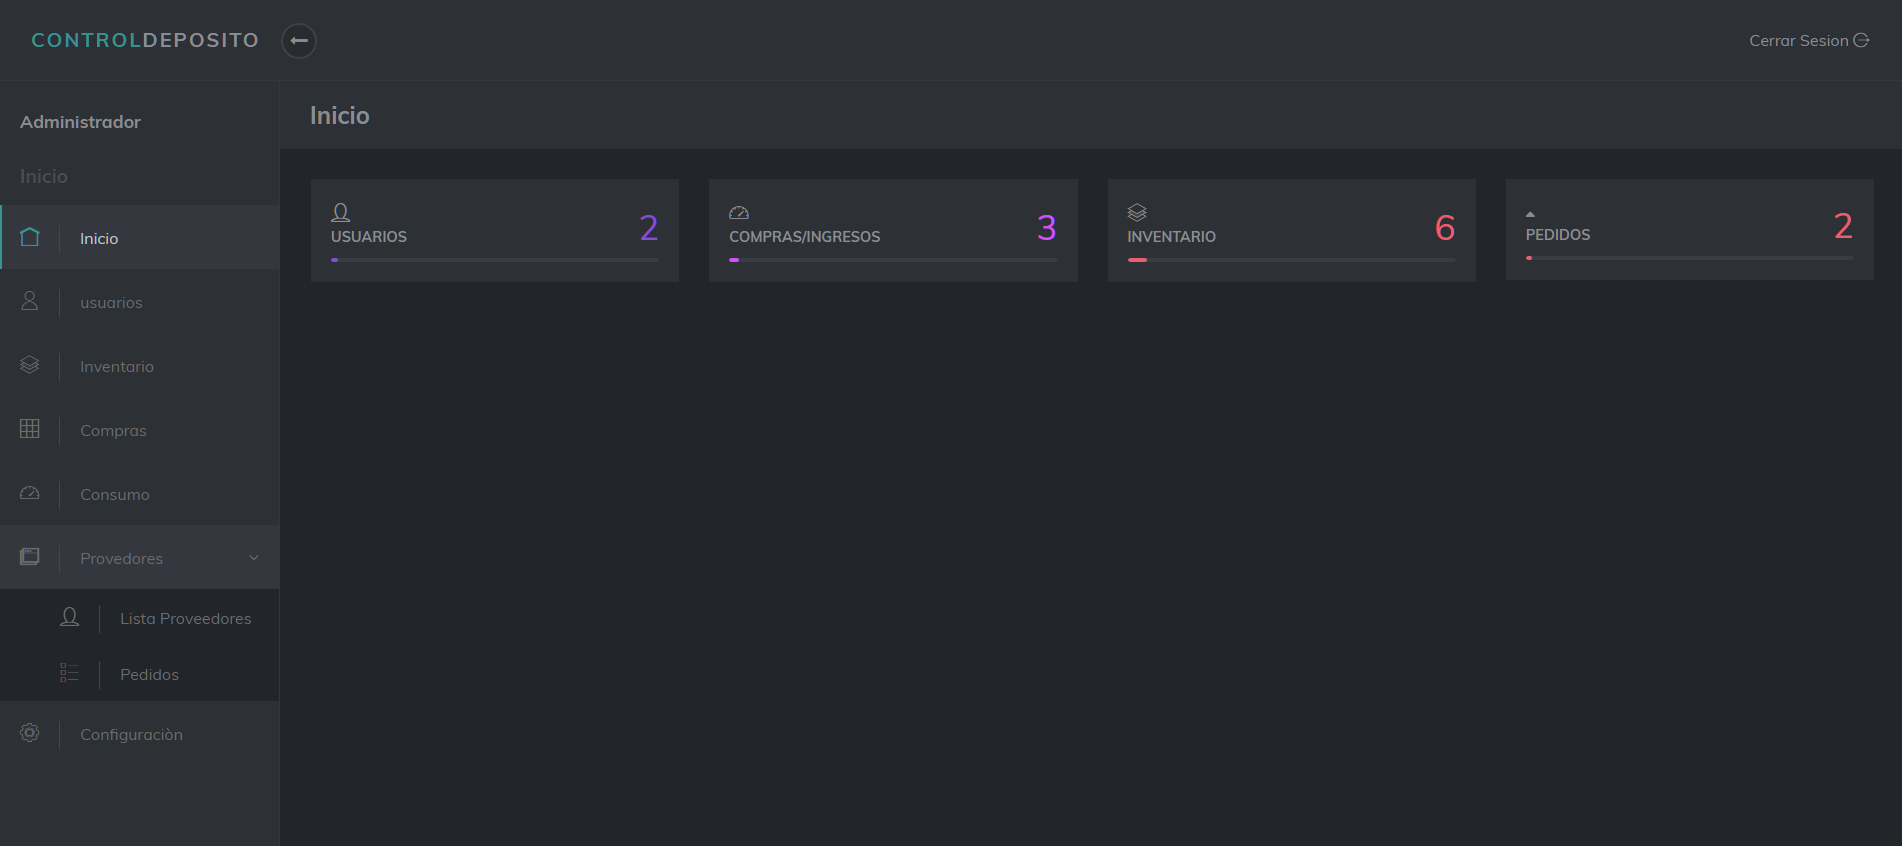 CONTROLDEPOSITO
Cerrar Sesion
Administrador
Inicio
Inicio
usuarios
Inventario
Compras
Consumo
Provedores
Lista Proveedores
Pedidos
Configuraciòn
Inicio
USUARIOS
2
COMPRAS/INGRESOS
3
INVENTARIO
6
PEDIDOS
2